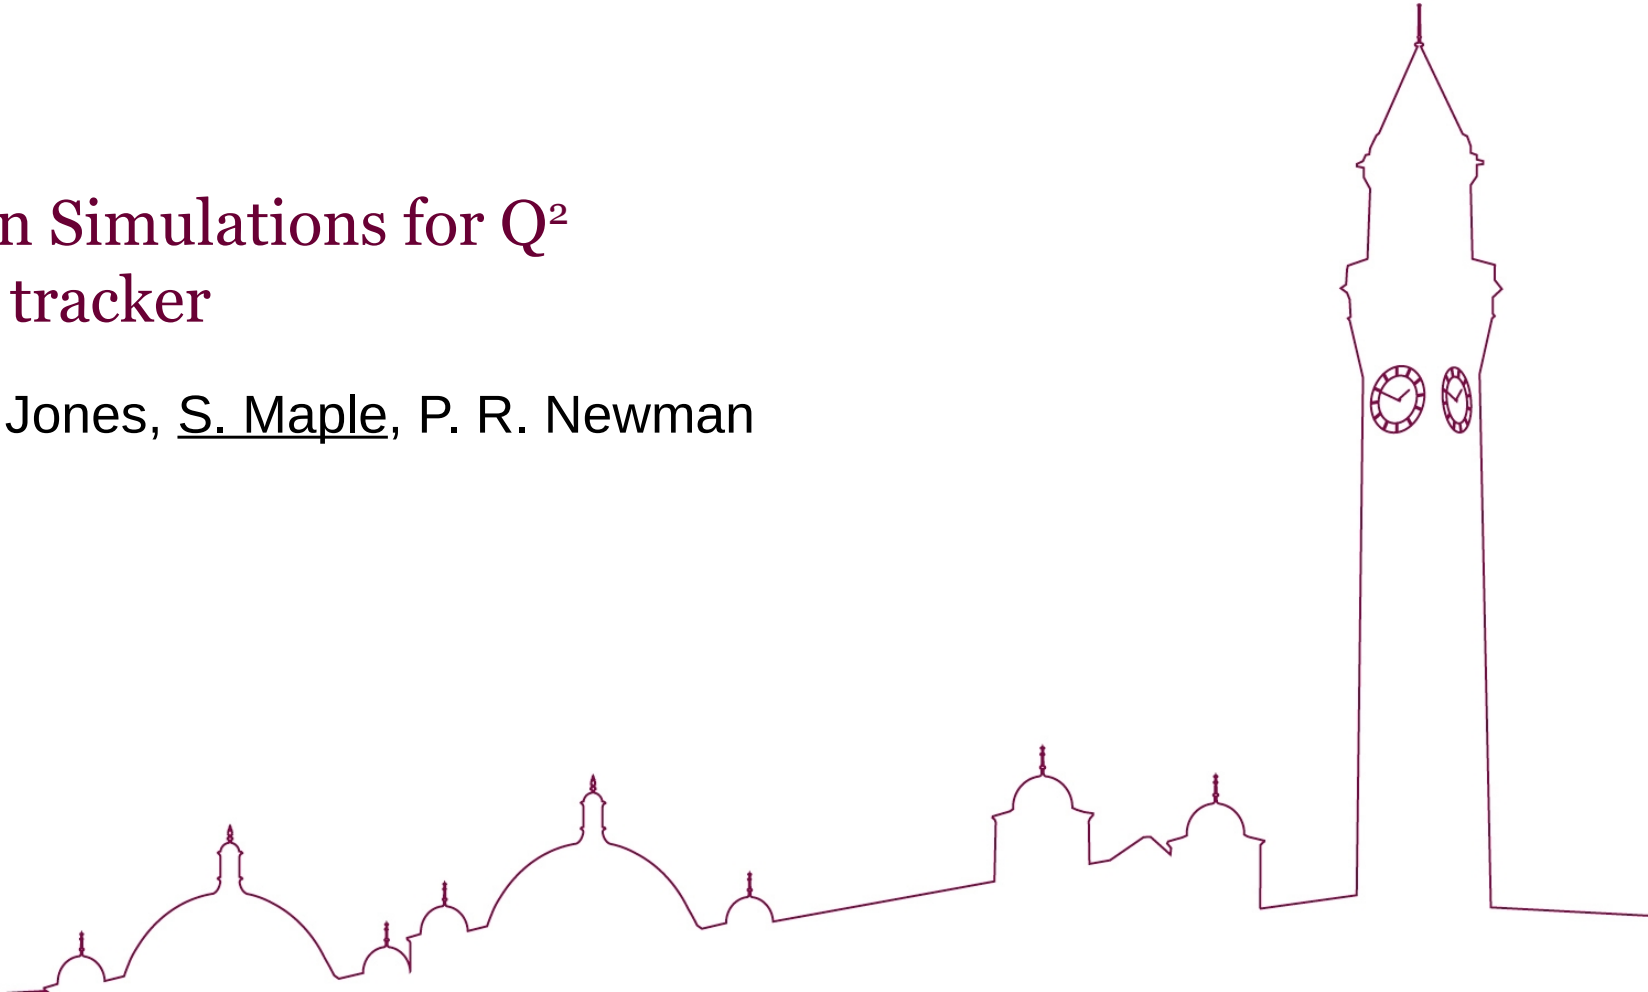 n Simulations for Q²
tracker
Jones, S. Maple, P. R. Newman